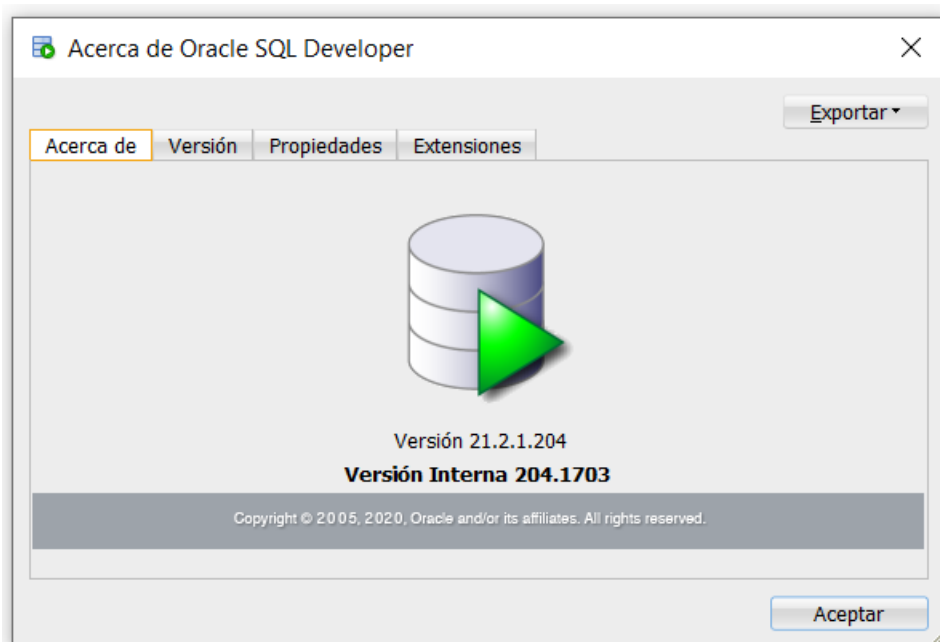 Acerca de Oracle SQL Developer
Exportar
Acerca de Versión Propiedades Extensiones
Versión 21.2.1.204
Versión Interna 204.1703
Copyright © 2005, 2020, Oracle and/or its affiliates. All rights reserved.
Aceptar